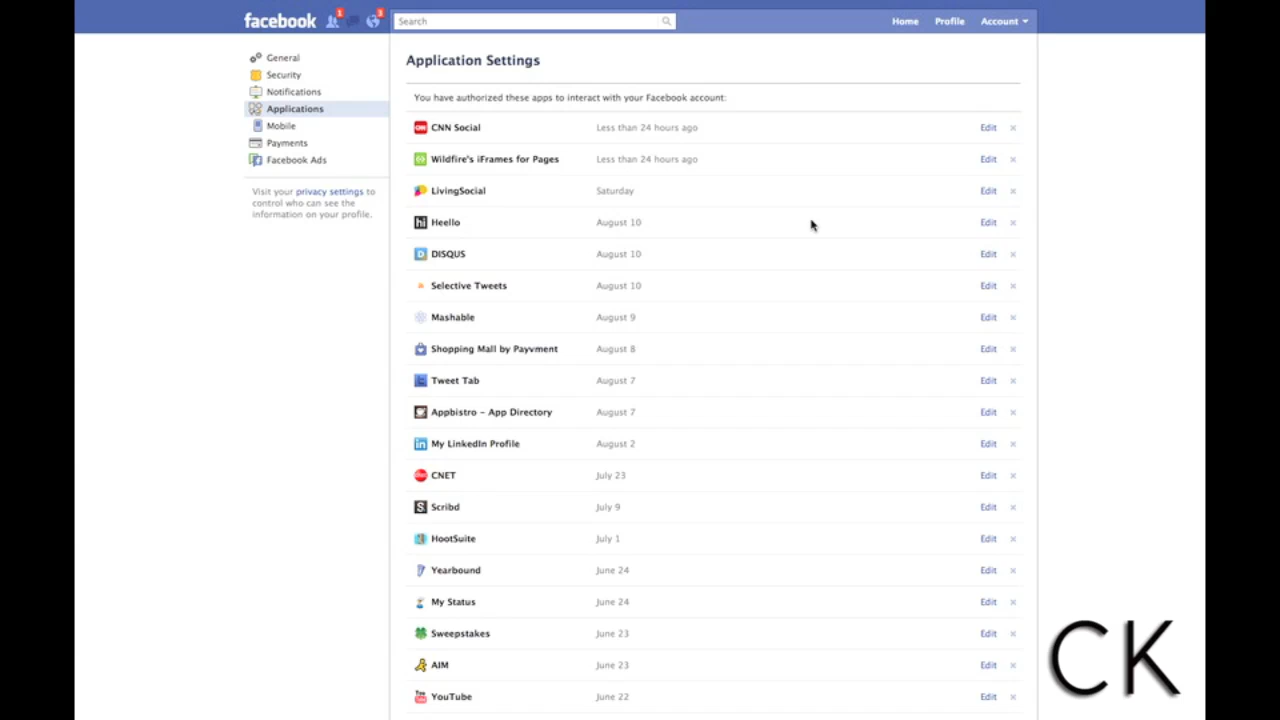 facebook 1 3 Search Home Profile Account
General
Security
Notifications
Applications
Mobile
Payments
Facebook Ads
Visit your privacy settings to
control who can see the
information on your profile.
Application Settings
You have authorized these apps to interact with your Facebook account:
CNN Social Less than 24 hours ago Edit ×
Wildfire's iFrames for Pages Less than 24 hours ago Edit ×
LivingSocial Saturday Edit ×
Heello August 10 Edit ×
DISQUS August 10 Edit ×
Selective Tweets August 10 Edit ×
Mashable August 9 Edit ×
Shopping Mall by Payvment August 8 Edit ×
Tweet Tab August 7 Edit ×
Appbistro – App Directory August 7 Edit ×
My LinkedIn Profile August 2 Edit ×
CNET July 23 Edit ×
Scribd July 9 Edit ×
HootSuite July 1 Edit ×
Yearbound June 24 Edit ×
My Status June 24 Edit ×
Sweepstakes June 23 Edit ×
AIM June 23 Edit ×
YouTube June 22 Edit ×
CK